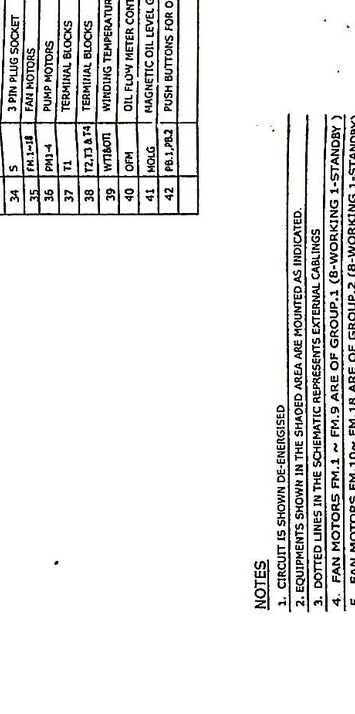 34 S 3 PIN PLUG SOCKET
35 FM.1~18 FAN MOTORS
36 PM1-4 PUMP MOTORS
37 T1 TERMINAL BLOCKS
38 T2,T3 &T4 TERMINAL BLOCKS
39 WTI&OTI WINDING TEMPERATUR
40 OFM OIL FLOW METER CONT
41 MOLG MAGNETIC OIL LEVEL G
42 PB.1,PB.2 PUSH BUTTONS FOR O
NOTES
1. CIRCUIT IS SHOWN DE-ENERGISED
2. EQUIPMENTS SHOWN IN THE SHADED AREA ARE MOUNTED AS INDICATED.
3. DOTTED LINES IN THE SCHEMATIC REPRESENTS EXTERNAL CABLINGS
4. FAN MOTORS FM.1 ~ FM.9 ARE OF GROUP.1 (8-WORKING 1-STANDBY )
5. FAN MOTORS FM.10~ FM.18 ARE OF GROUP.2 (8-WORKING 1-STANDBY)